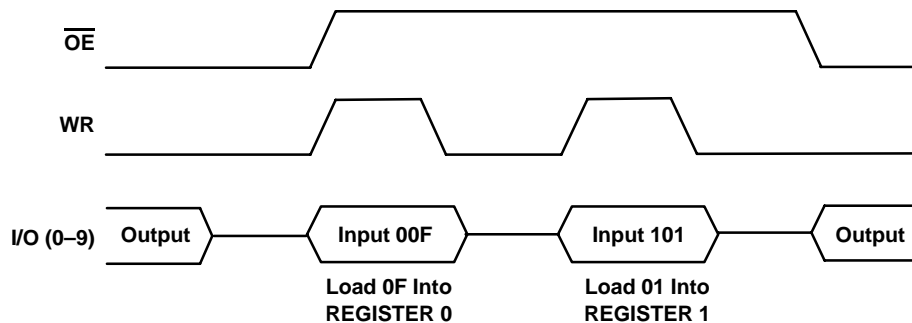 OE
WR
I/O (0–9) Output Input 00F Input 101 Output
Load 0F Into Load 01 Into
REGISTER 0 REGISTER 1